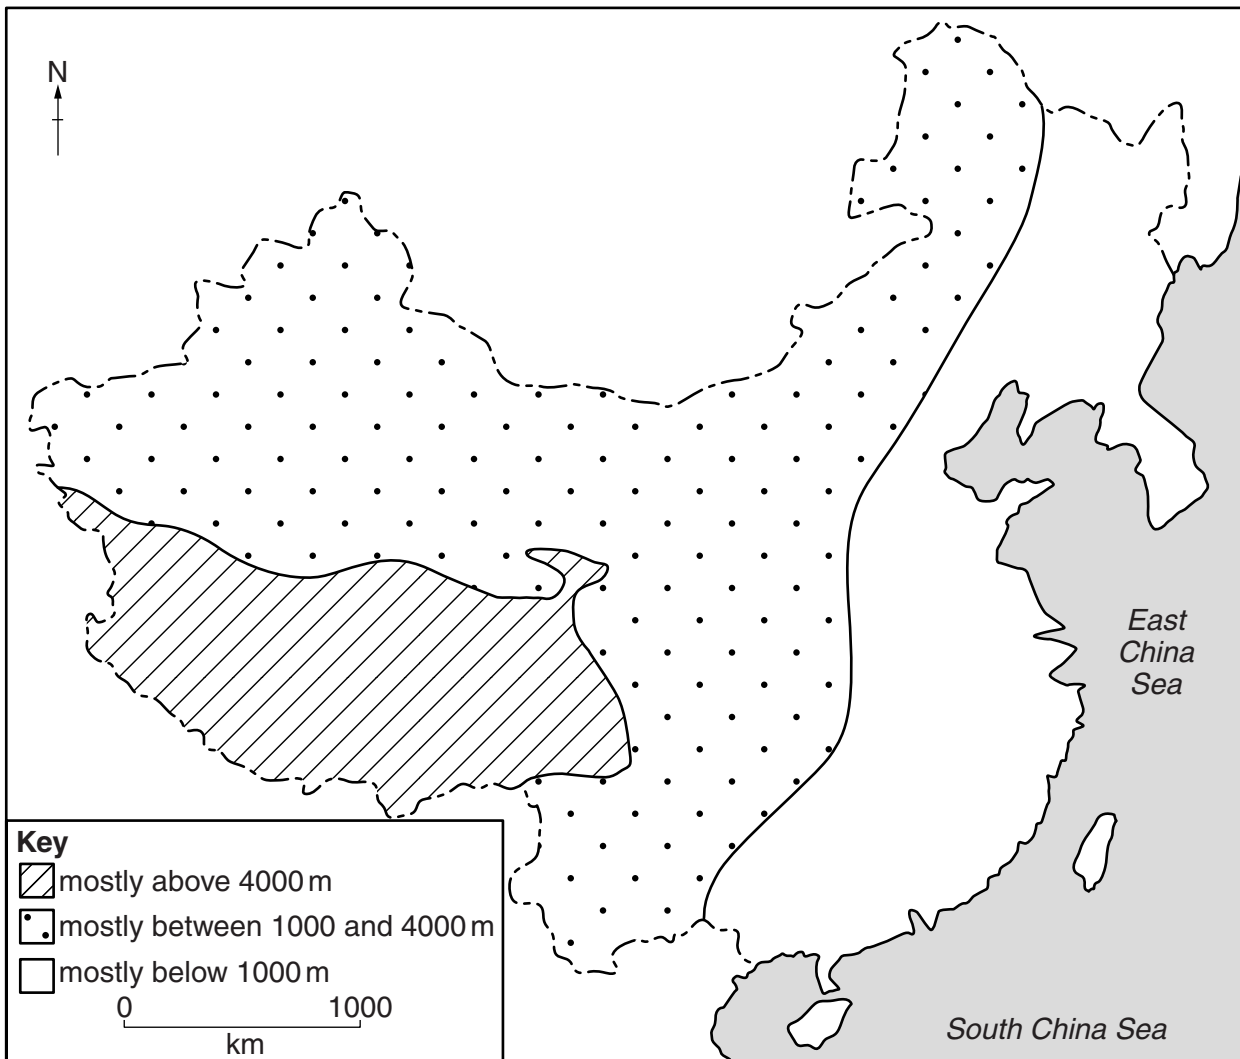 N
East
China
Sea
Key
mostly above 4000 m
mostly between 1000 and 4000 m
mostly below 1000 m
0 1000
km
South China Sea